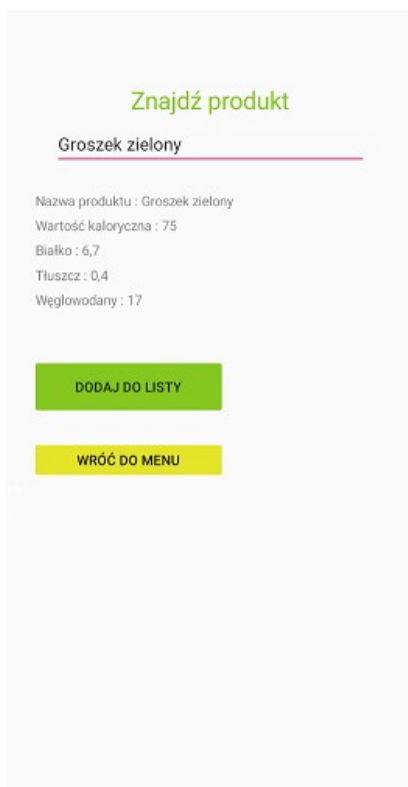 Znajdź produkt
Groszek zielony
Nazwa produktu : Groszek zielony
Wartość kaloryczna : 75
Białko : 6,7
Tłuszcz : 0,4
Węglowodany : 17
DODAJ DO LISTY
WRÓĆ DO MENU